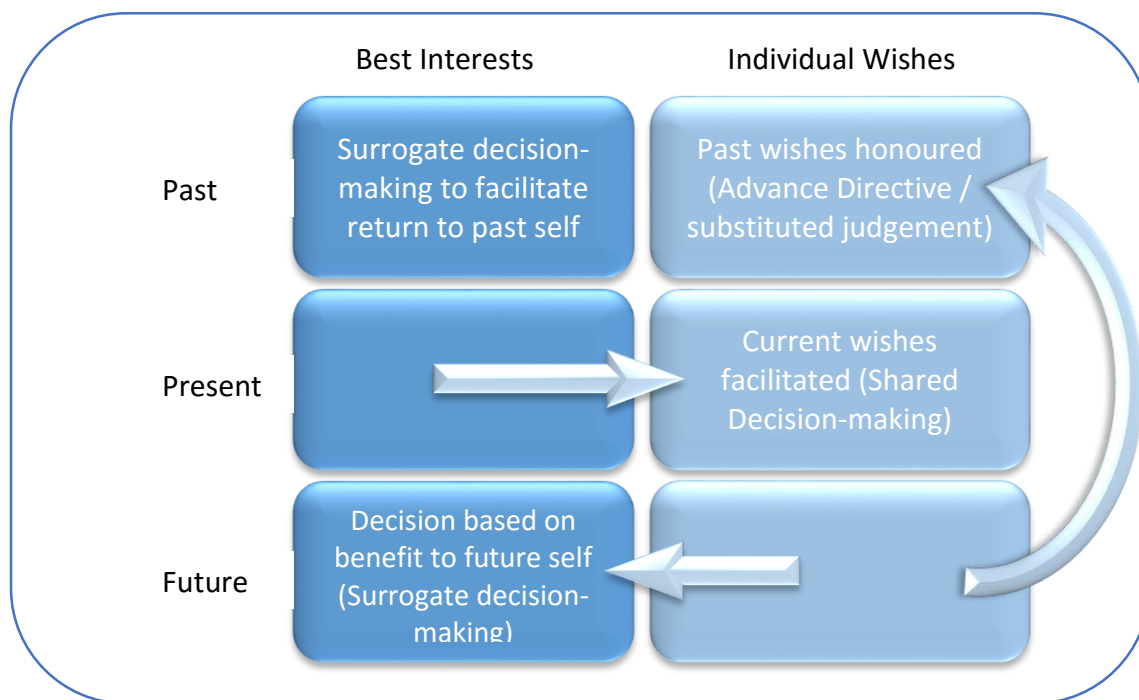 Best Interests
Individual Wishes
Past
Surrogate decision-
making to facilitate
return to past self
Past wishes honoured
(Advance Directive /
substituted judgement)
Present
Current wishes
facilitated (Shared
Decision-making)
Future
Decision based on
benefit to future self
(Surrogate decision-
making)